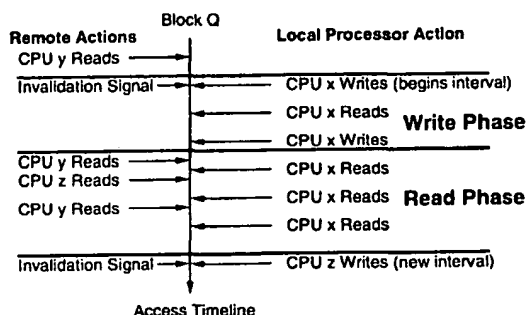 Block Q
Remote Actions Local Processor Action
CPU y Reads
Invalidation Signal CPU x Writes (begins interval)
CPU x Reads
Write Phase
CPU x Writes
CPU y Reads
CPU x Reads
CPU z Reads
CPU x Reads Read Phase
CPU y Reads
CPU x Reads
Invalidation Signal CPU z Writes (new interval)
Access Timeline